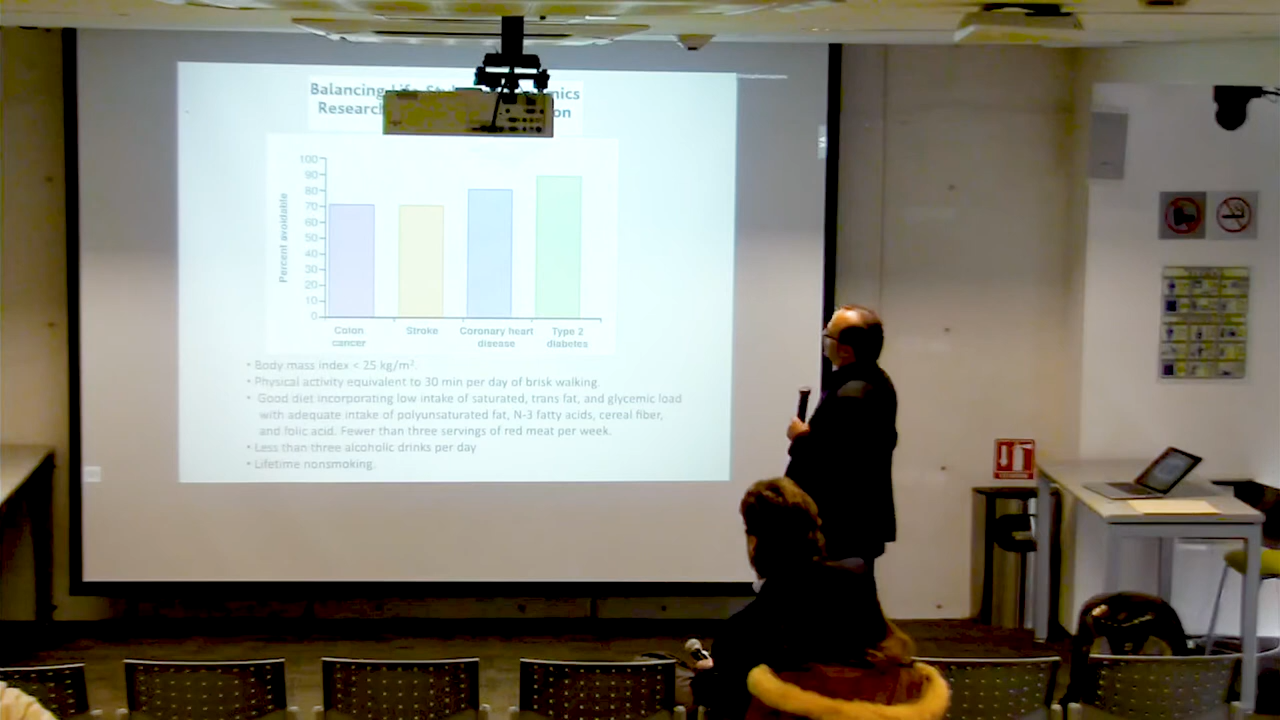 Balancing
Research
100
90
80
70
60
50
40
30
20
10
0
Percent avoidable
Colon
cancer
Stroke
Coronary heart
disease
Type 2
diabetes
• Body mass index < 25 kg/m².
• Physical activity equivalent to 30 min per day of brisk walking.
• Good diet incorporating low intake of saturated, trans fat, and glycemic load
with adequate intake of polyunsaturated fat, N-3 fatty acids, cereal fiber,
and folic acid. Fewer than three servings of red meat per week.
• Less than three alcoholic drinks per day
• Lifetime nonsmoking.